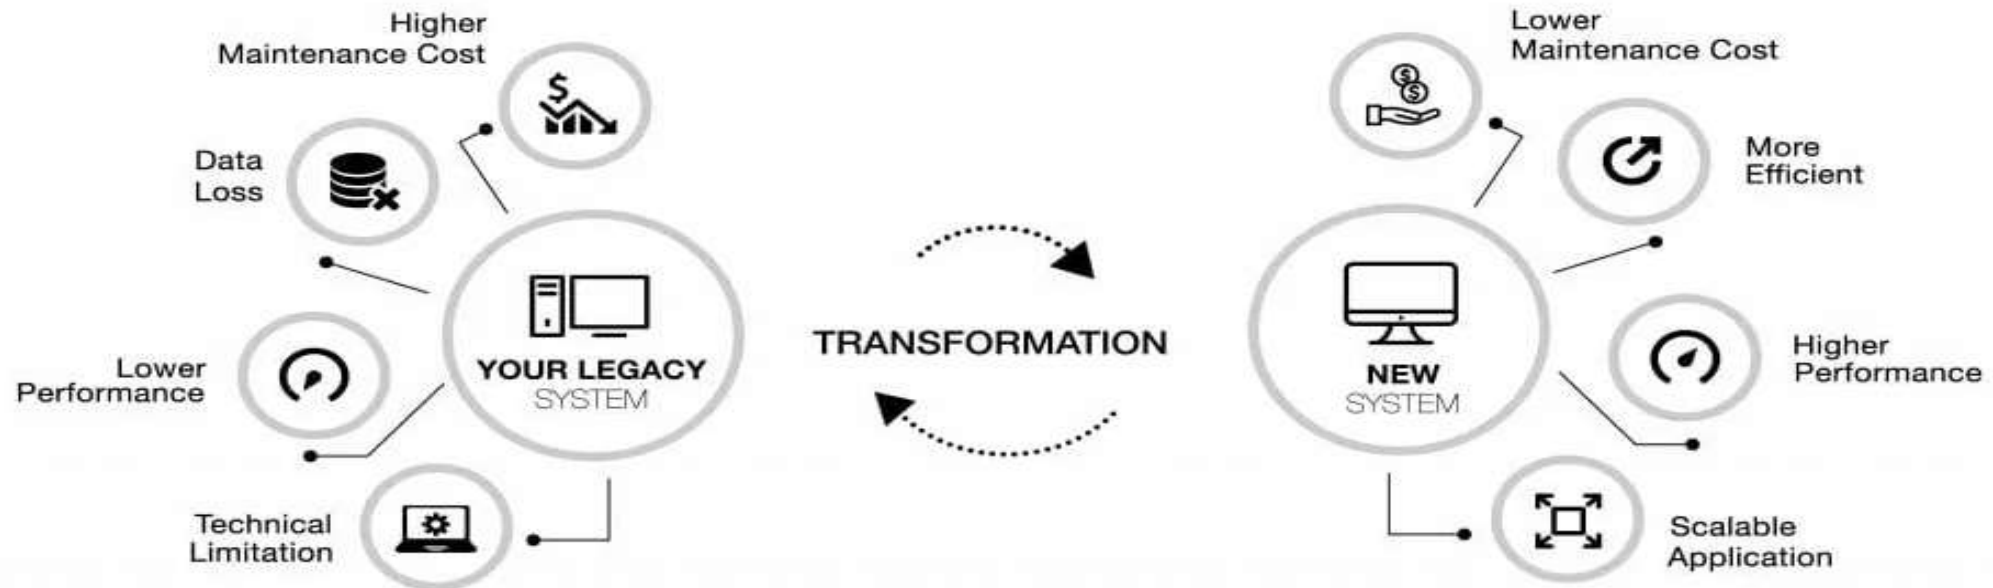 Higher
Maintenance Cost
$
Data
Loss
Lower
Performance
Technical
Limitation
YOUR LEGACY
SYSTEM
TRANSFORMATION
Lower
Maintenance Cost
$
$
More
Efficient
NEW
SYSTEM
Higher
Performance
Scalable
Application